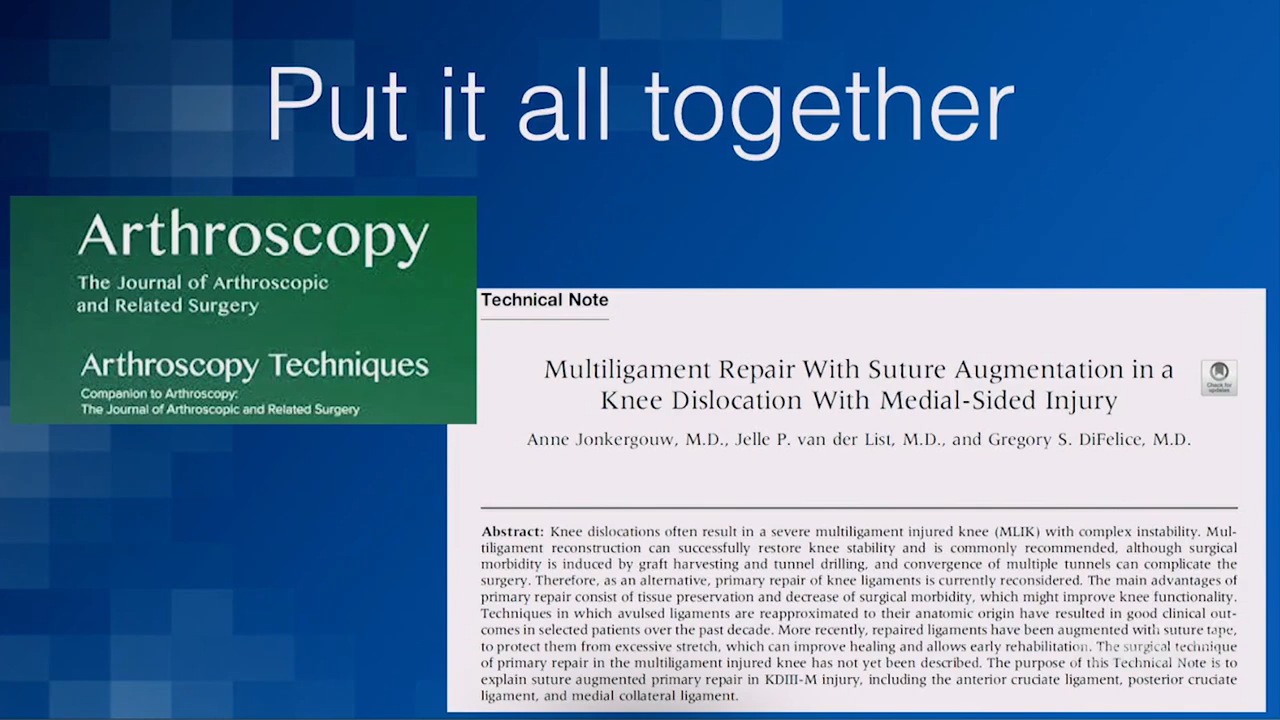 Put it all together
Arthroscopy
The Journal of Arthroscopic
and Related Surgery
Arthroscopy Techniques
Companion to Arthroscopy:
The Journal of Arthroscopic and Related Surgery
Technical Note
Multiligament Repair With Suture Augmentation in a
Knee Dislocation With Medial-Sided Injury
Check for
updates
Anne Jonkergouw, M.D., Jelle P. van der List, M.D., and Gregory S. DiFelice, M.D.
Abstract: Knee dislocations often result in a severe multiligament injured knee (MLIK) with complex instability. Mul-
tiligament reconstruction can successfully restore knee stability and is commonly recommended, although surgical
morbidity is induced by graft harvesting and tunnel drilling, and convergence of multiple tunnels can complicate the
surgery. Therefore, as an alternative, primary repair of knee ligaments is currently reconsidered. The main advantages of
primary repair consist of tissue preservation and decrease of surgical morbidity, which might improve knee functionality.
Techniques in which avulsed ligaments are reapproximated to their anatomic origin have resulted in good clinical out-
comes in selected patients over the past decade. More recently, repaired ligaments have been augmented with suture tape,
to protect them from excessive stretch, which can improve healing and allows early rehabilitation. The surgical technique
of primary repair in the multiligament injured knee has not yet been described. The purpose of this Technical Note is to
explain suture augmented primary repair in KDIII-M injury, including the anterior cruciate ligament, posterior cruciate
ligament, and medial collateral ligament.